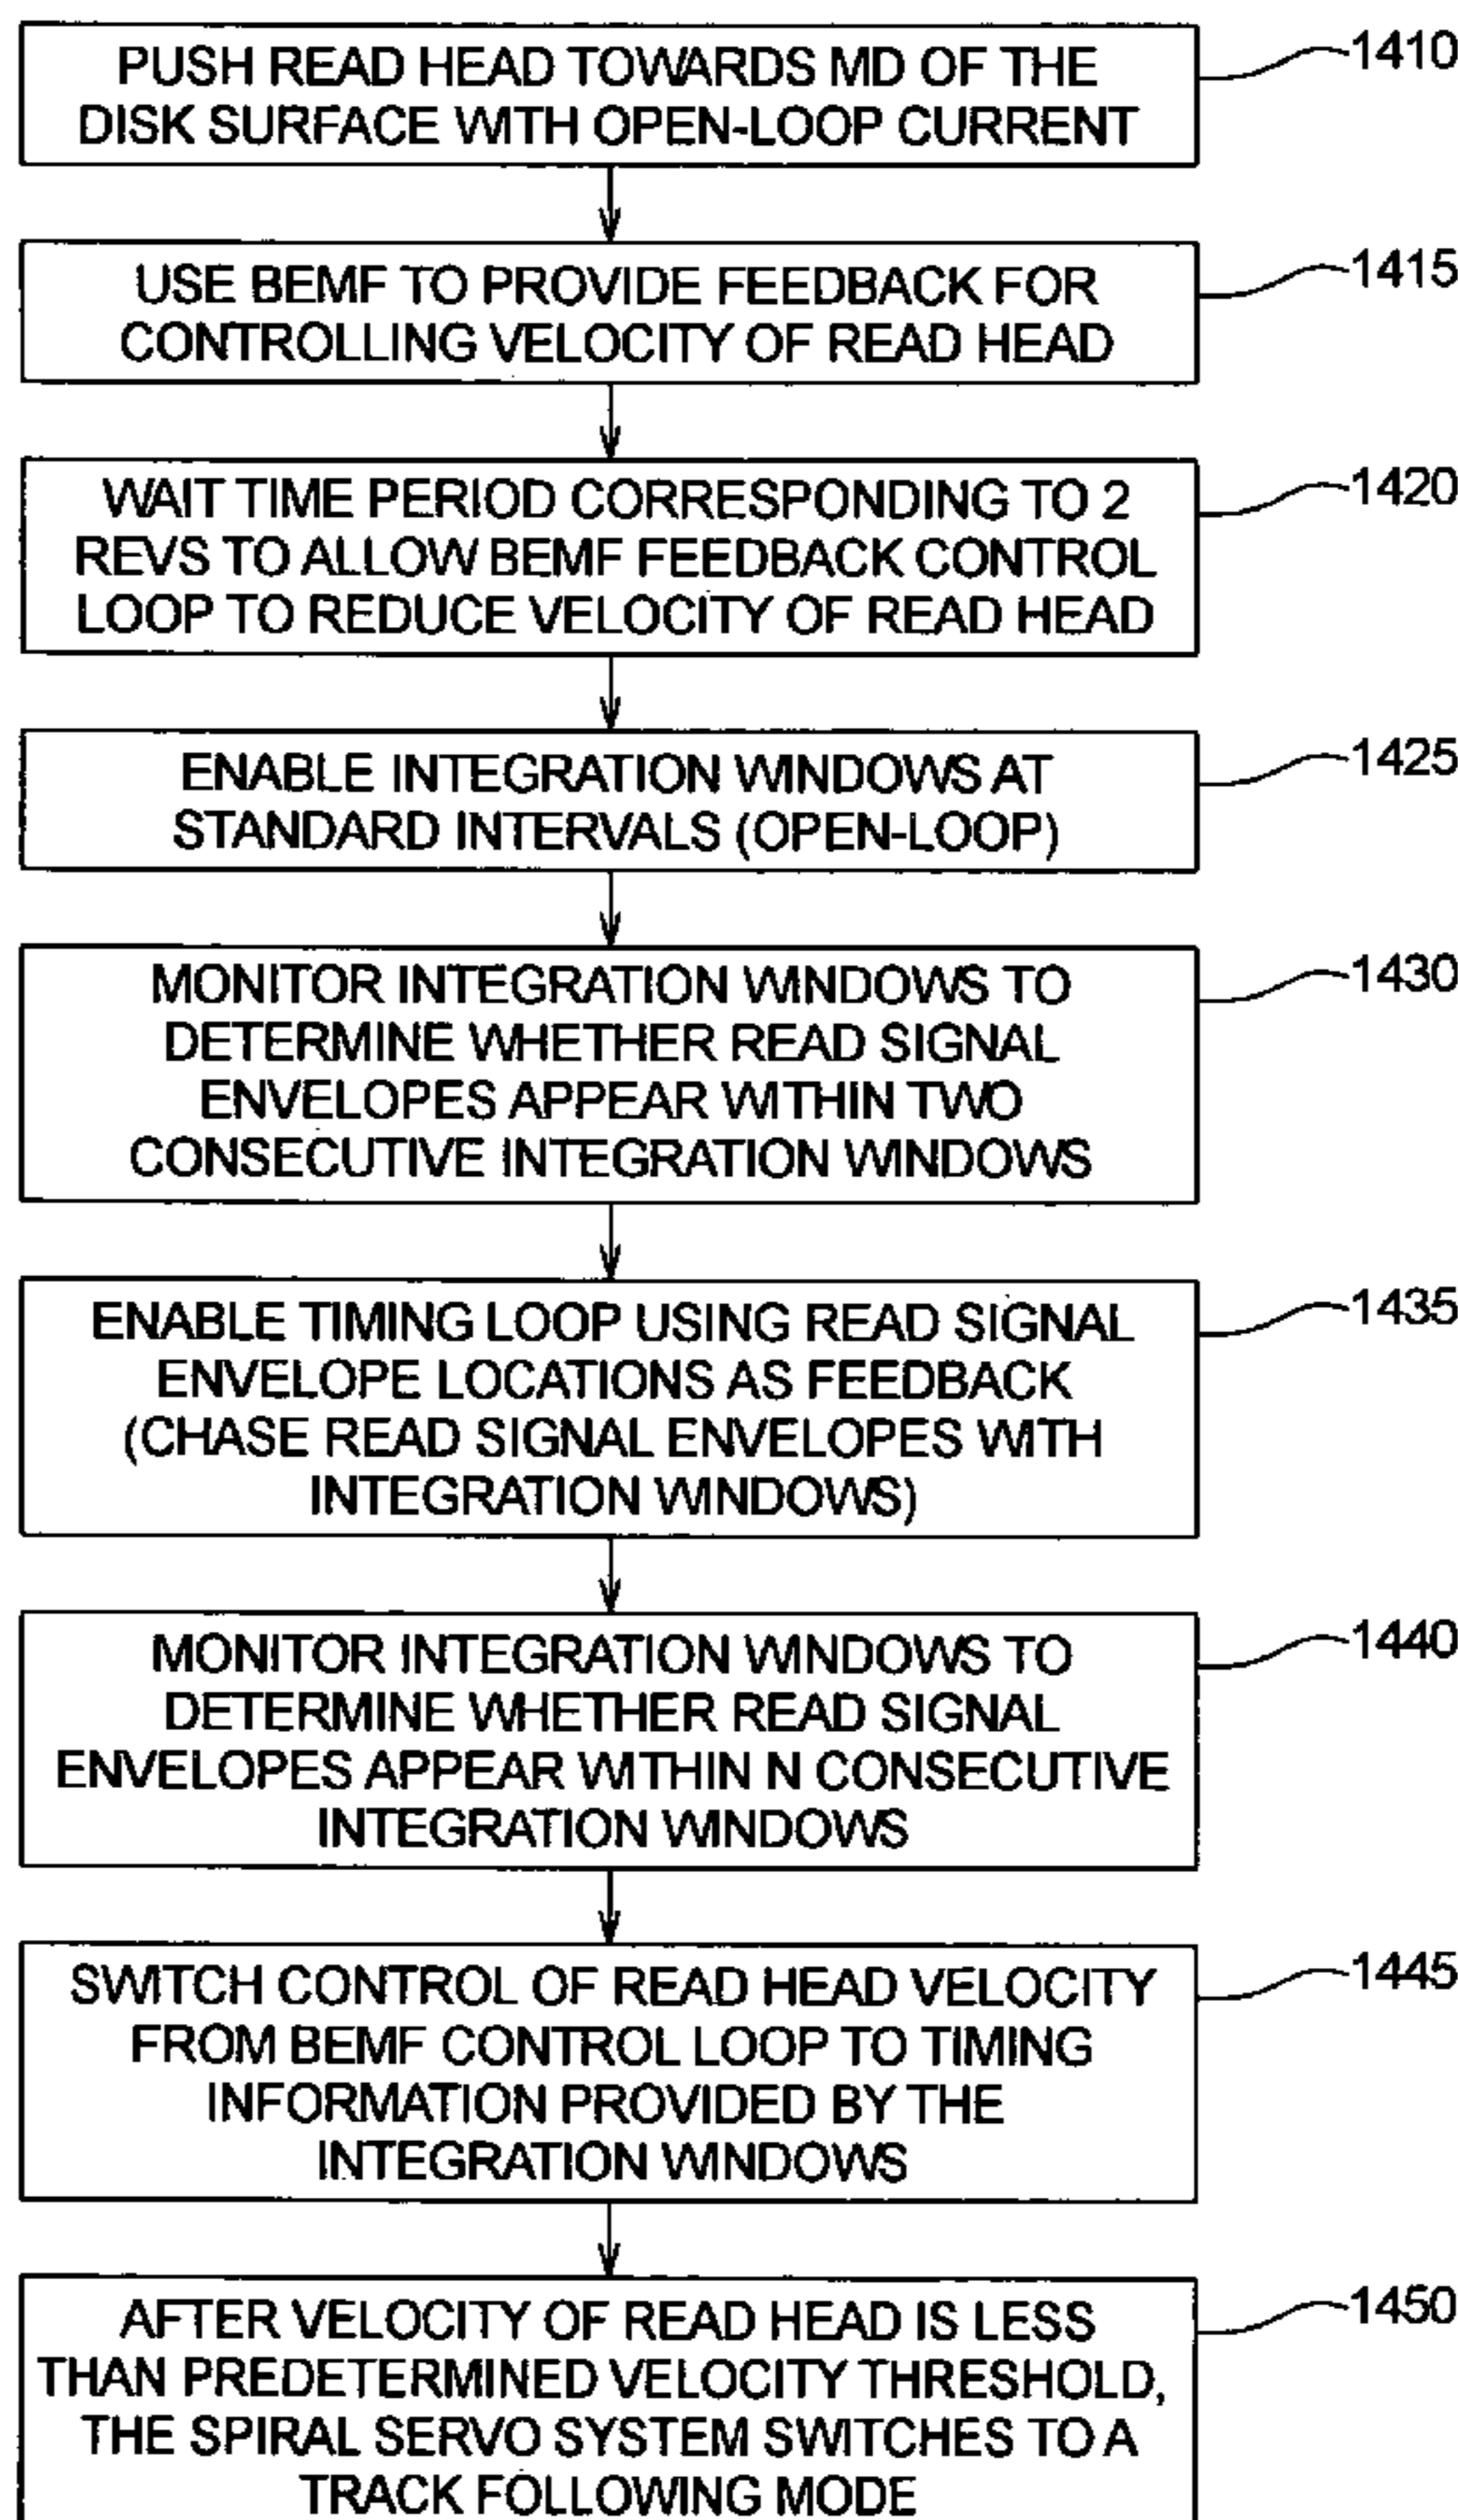 PUSH READ HEAD TOWARDS MD OF THE
DISK SURFACE WITH OPEN-LOOP CURRENT
1410
USE BEMF TO PROVIDE FEEDBACK FOR
CONTROLLING VELOCITY OF READ HEAD
1415
WAIT TIME PERIOD CORRESPONDING TO 2
REVS TO ALLOW BEMF FEEDBACK CONTROL
LOOP TO REDUCE VELOCITY OF READ HEAD
1420
ENABLE INTEGRATION WINDOWS AT
STANDARD INTERVALS (OPEN-LOOP)
1425
MONITOR INTEGRATION WINDOWS TO
DETERMINE WHETHER READ SIGNAL
ENVELOPES APPEAR WITHIN TWO
CONSECUTIVE INTEGRATION WINDOWS
1430
ENABLE TIMING LOOP USING READ SIGNAL
ENVELOPE LOCATIONS AS FEEDBACK
(CHASE READ SIGNAL ENVELOPES WITH
INTEGRATION WINDOWS)
1435
MONITOR INTEGRATION WINDOWS TO
DETERMINE WHETHER READ SIGNAL
ENVELOPES APPEAR WITHIN N CONSECUTIVE
INTEGRATION WINDOWS
1440
SWITCH CONTROL OF READ HEAD VELOCITY
FROM BEMF CONTROL LOOP TO TIMING
INFORMATION PROVIDED BY THE
INTEGRATION WINDOWS
1445
AFTER VELOCITY OF READ HEAD IS LESS
THAN PREDETERMINED VELOCITY THRESHOLD,
THE SPIRAL SERVO SYSTEM SWITCHES TO A
TRACK FOLLOWING MODE
1450